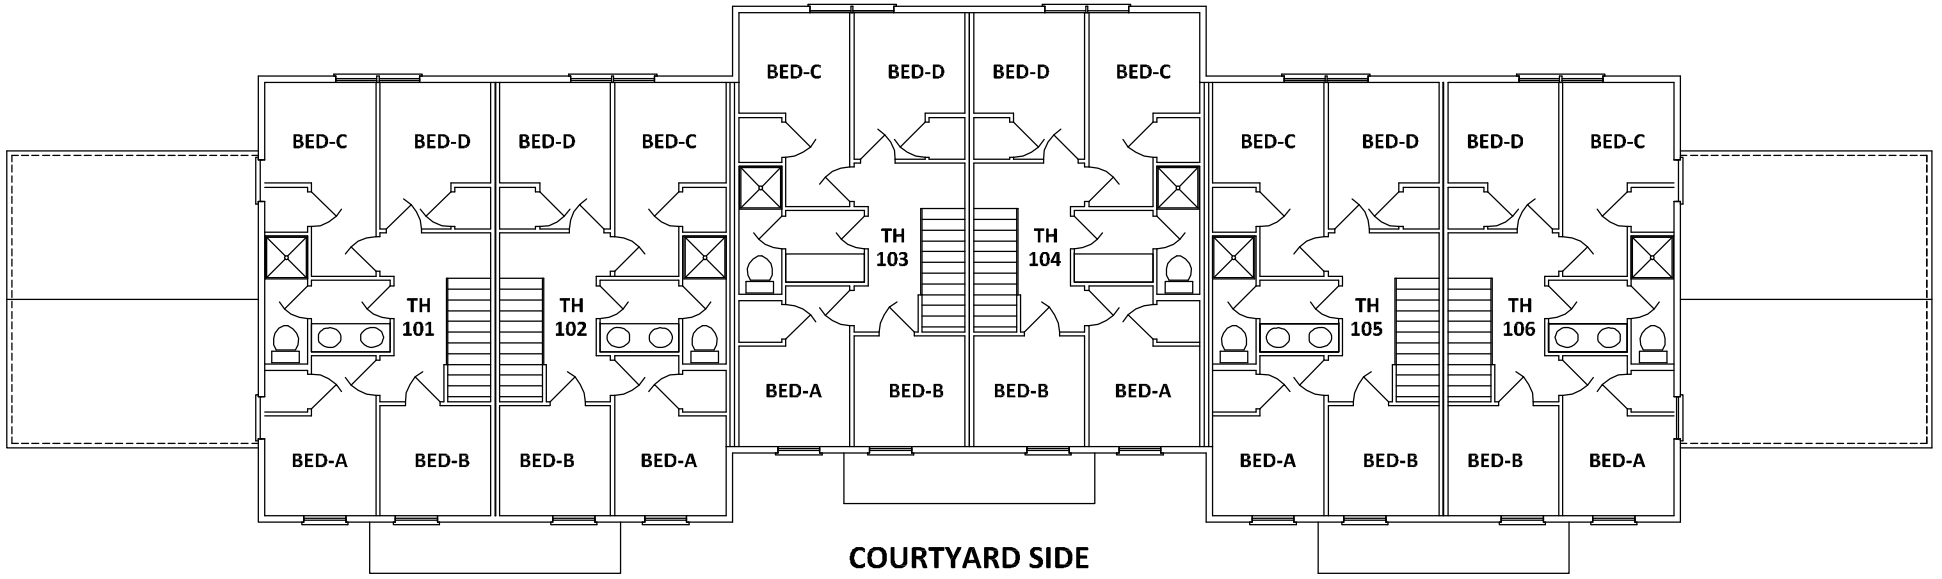 BED-C
BED-D
BED-D
BED-C
BED-C
BED-D
BED-D
BED-C
BED-C
BED-D
BED-D
BED-C
TH
103
TH
104
TH
101
TH
102
TH
105
TH
106
BED-A
BED-B
BED-B
BED-A
BED-A
BED-B
BED-B
BED-A
BED-A
BED-B
BED-B
BED-A
COURTYARD SIDE